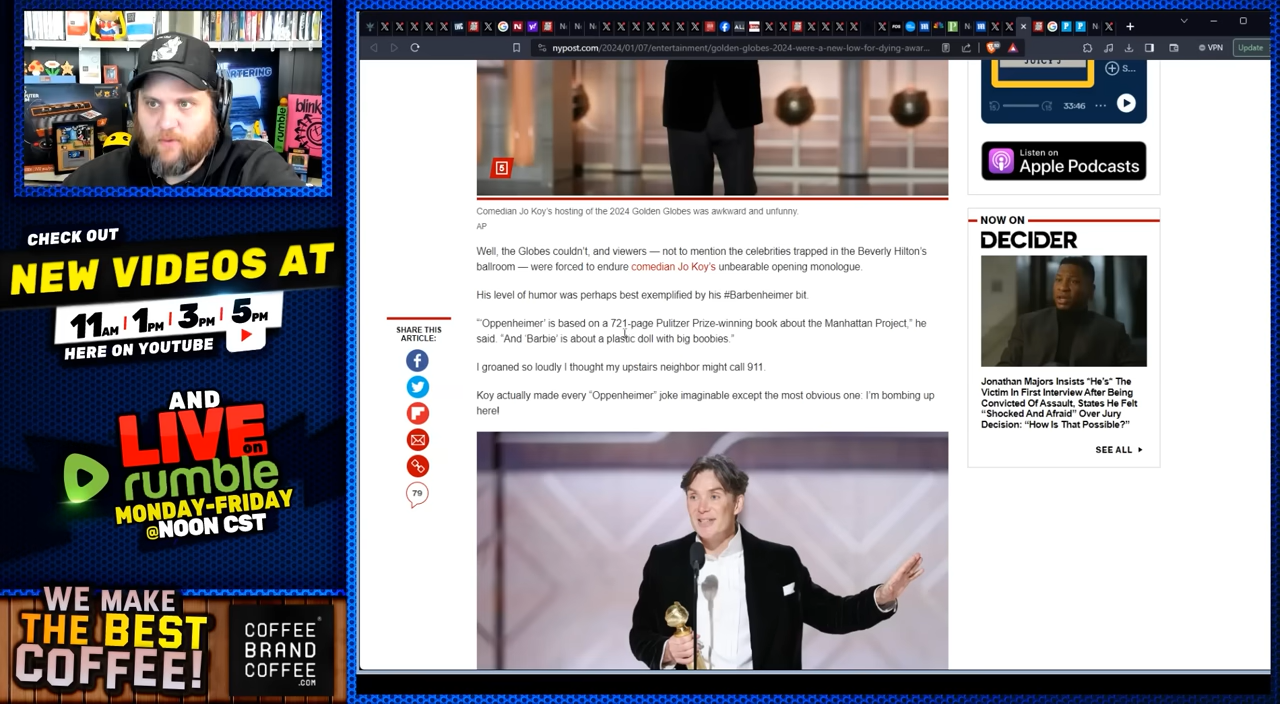 ARTERING
blink
rumble
CHECK OUT
NEW VIDEOS AT
11AM | 1PM | 3PM | 5PM
HERE ON YOUTUBE
AND
LIVE on
rumble
MONDAY-FRIDAY
@NOON CST
WE MAKE
THE BEST
COFFEE!
COFFEE
BRAND
COFFEE
.COM
nypost.com/2024/01/07/entertainment/golden-globes-2024-were-a-new-low-for-dying-awar...
VPN
Update
5
Comedian Jo Koy's hosting of the 2024 Golden Globes was awkward and unfunny.
AP
Well, the Globes couldn't, and viewers — not to mention the celebrities trapped in the Beverly Hilton's
ballroom — were forced to endure comedian Jo Koy's unbearable opening monologue.
His level of humor was perhaps best exemplified by his #Barbenheimer bit.
"'Oppenheimer' is based on a 721-page Pulitzer Prize-winning book about the Manhattan Project," he
said. "And 'Barbie' is about a plastic doll with big boobies."
I groaned so loudly I thought my upstairs neighbor might call 911.
Koy actually made every "Oppenheimer" joke imaginable except the most obvious one: I'm bombing up
here!
SHARE THIS
ARTICLE:
79
JUICY J
S...
33:46
Listen on
Apple Podcasts
NOW ON
DECIDER
Jonathan Majors Insists "He's" The
Victim In First Interview After Being
Convicted Of Assault, States He Felt
"Shocked And Afraid" Over Jury
Decision: "How Is That Possible?"
SEE ALL